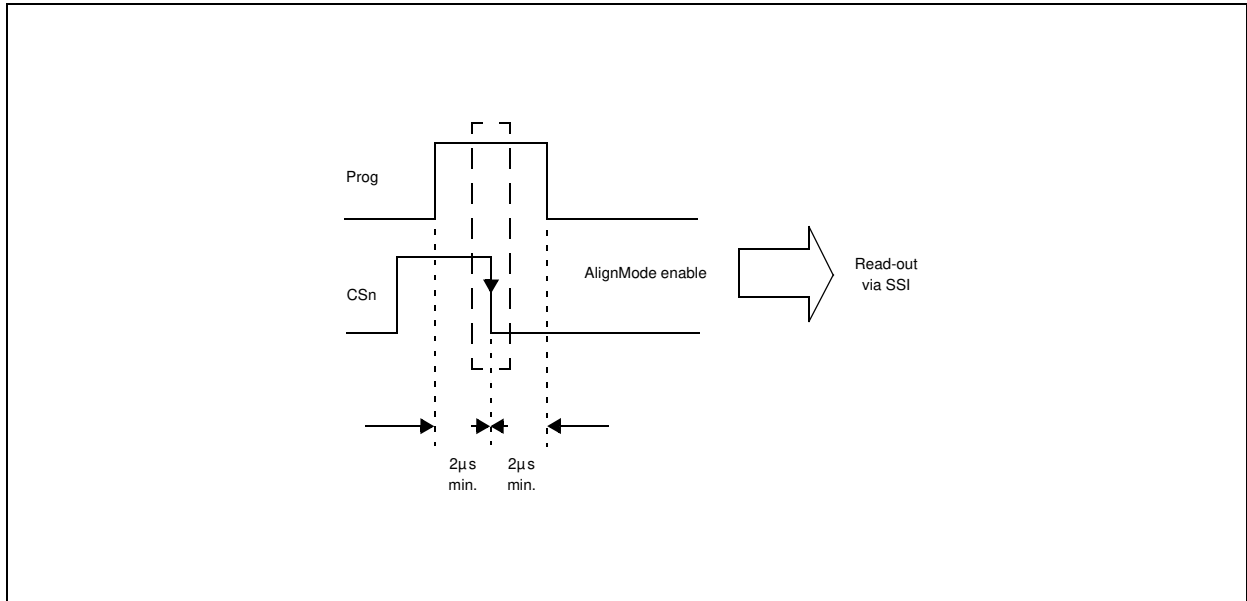 Prog
AlignMode enable
Read-out
via SSI
CSn
2µs
min.
2µs
min.